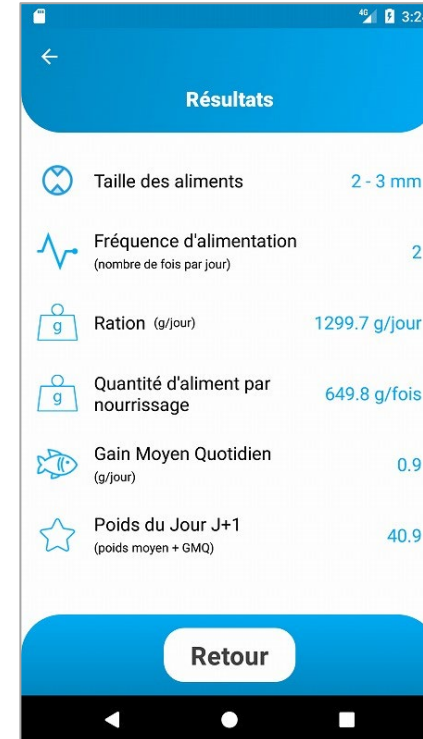 4G 3:24
Résultats
Taille des aliments 2 - 3 mm
Fréquence d'alimentation
(nombre de fois par jour) 2
Ration (g/jour) 1299.7 g/jour
g
Quantité d'aliment par
nourrissage 649.8 g/fois
g
Gain Moyen Quotidien
(g/jour) 0.9
Poids du Jour J+1
(poids moyen + GMQ) 40.9
Retour